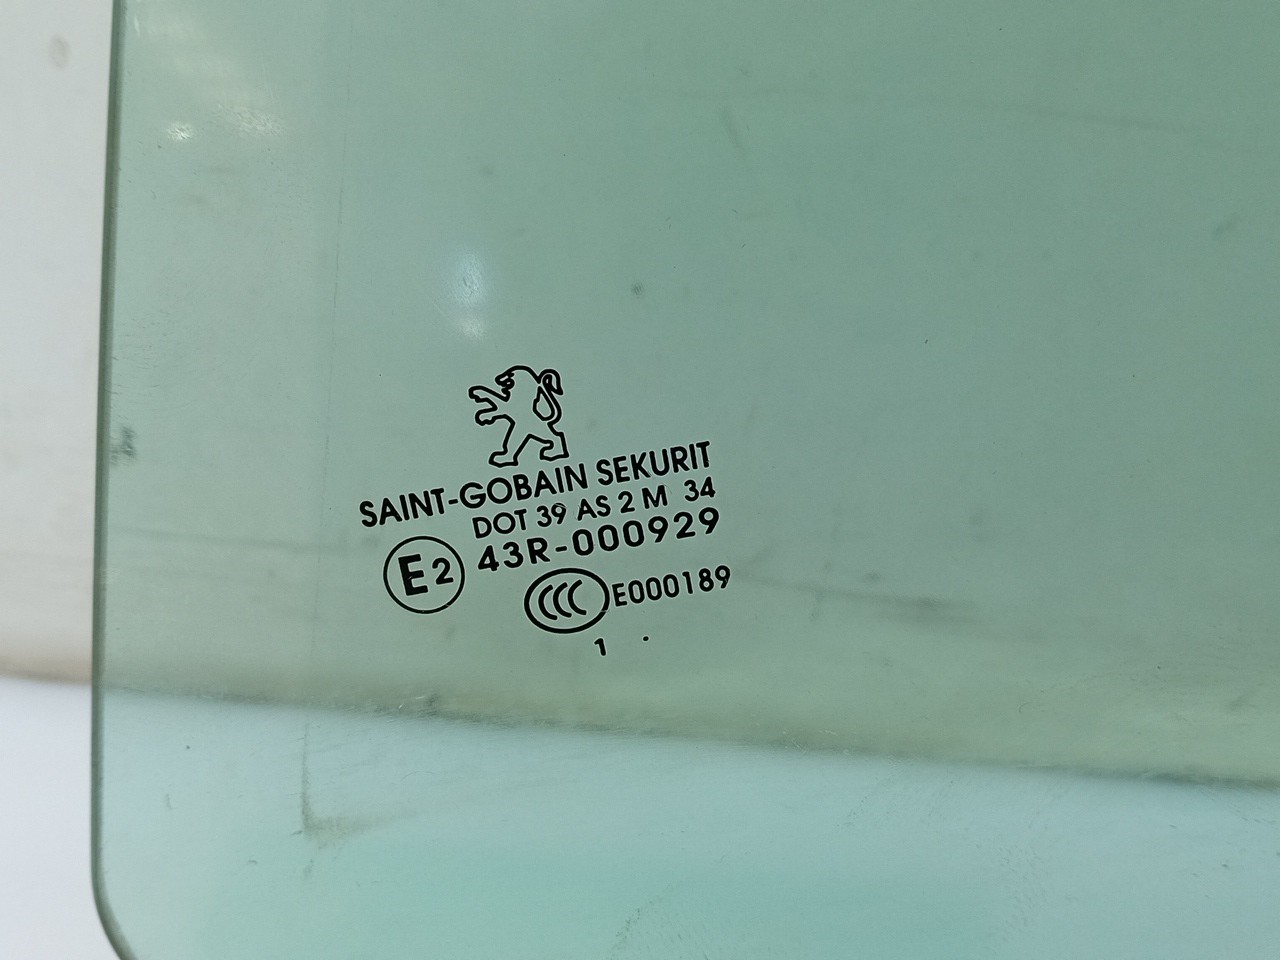 SAINT-GOBAIN SEKURIT
DOT 39 AS 2 M 34
E2 43R-000929
CCC E000189
1 .